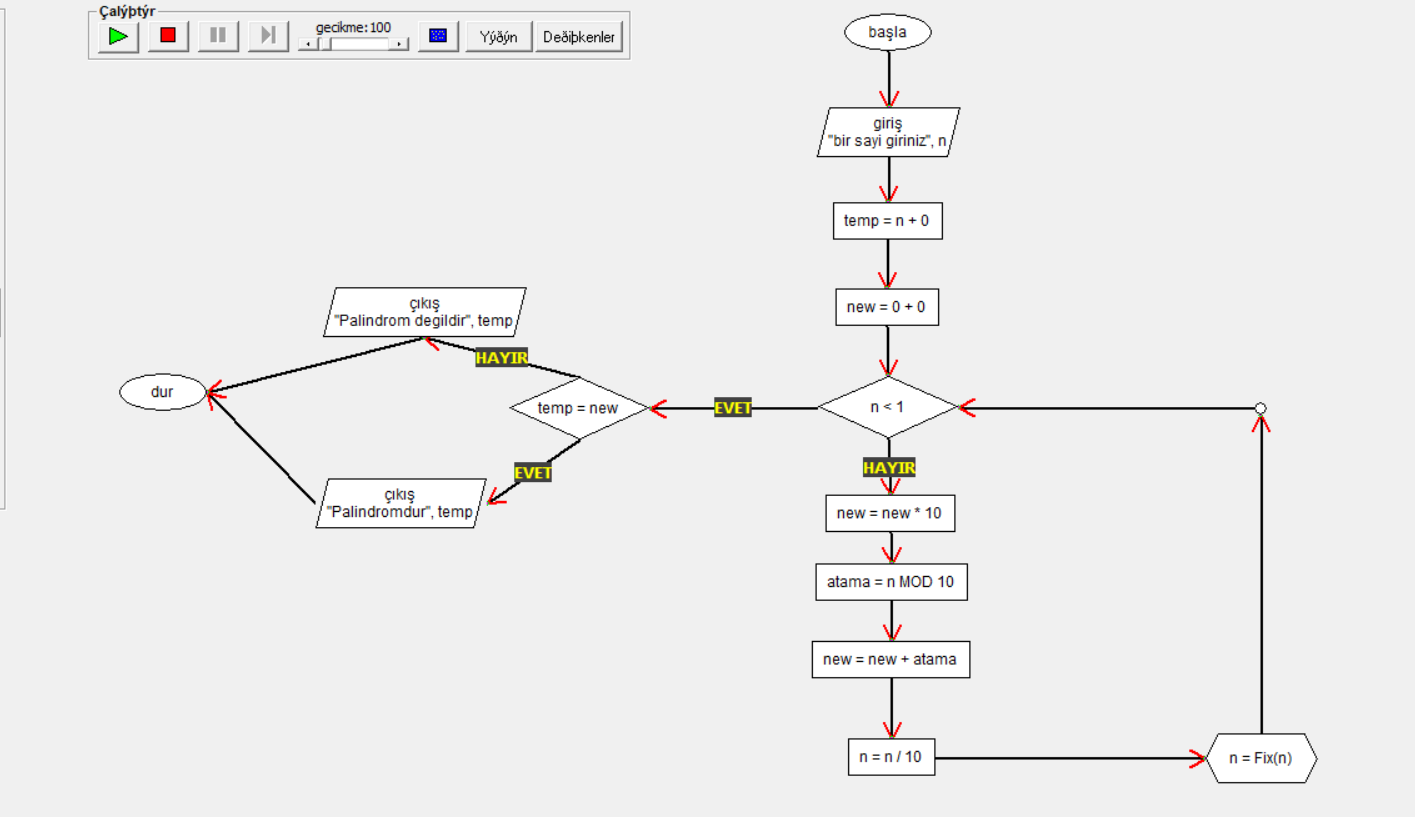 Çalýþtýr
gecikme:100
Yýðýn
Deðiþkenler
başla
giriş
"bir sayi giriniz", n
temp = n + 0
new = 0 + 0
n < 1
EVET
HAYIR
temp = new
HAYIR
EVET
çıkış
"Palindrom degildir", temp
dur
çıkış
"Palindromdur", temp
new = new * 10
atama = n MOD 10
new = new + atama
n = n / 10
n = Fix(n)